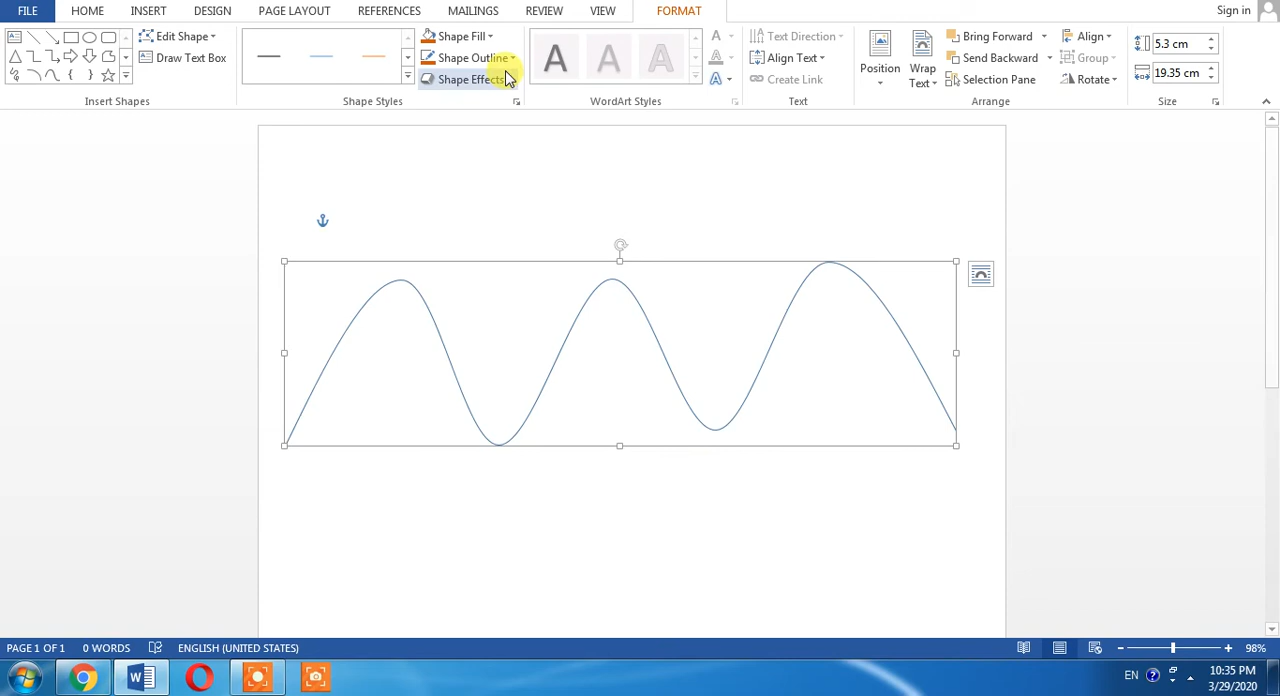 FILE HOME INSERT DESIGN PAGE LAYOUT REFERENCES MAILINGS REVIEW VIEW FORMAT Sign in
Edit Shape
Draw Text
Insert Shapes
Shape Fill
Shape Outline
Shape Effects
Shape Styles
A A A
WordArt Styles
Text Direction
Align Text
Create Link
Text
Position
Wrap
Text
Bring Forward
Send Backward
Selection Pane
Align
Group
Rotate
Arrange
5.3 cm
19.35 cm
Size
PAGE 1 OF 1 0 WORDS ENGLISH (UNITED STATES) 98%
EN 10:35 PM
3/29/2020